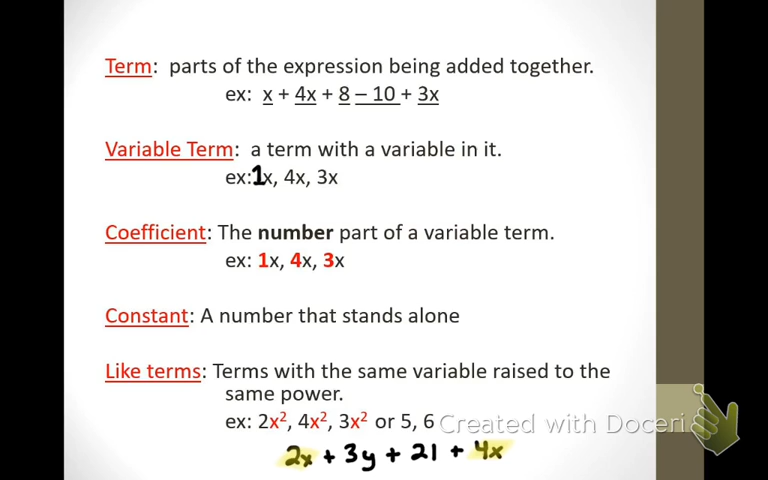 Term: parts of the expression being added together.
ex: x + 4x + 8 – 10 + 3x
Variable Term: a term with a variable in it.
ex:1x, 4x, 3x
Coefficient: The number part of a variable term.
ex: 1x, 4x, 3x
Constant: A number that stands alone
Like terms: Terms with the same variable raised to the
same power.
ex: 2x², 4x², 3x² or 5, 6
Created with Doceri
2x + 3y + 21 + 4x